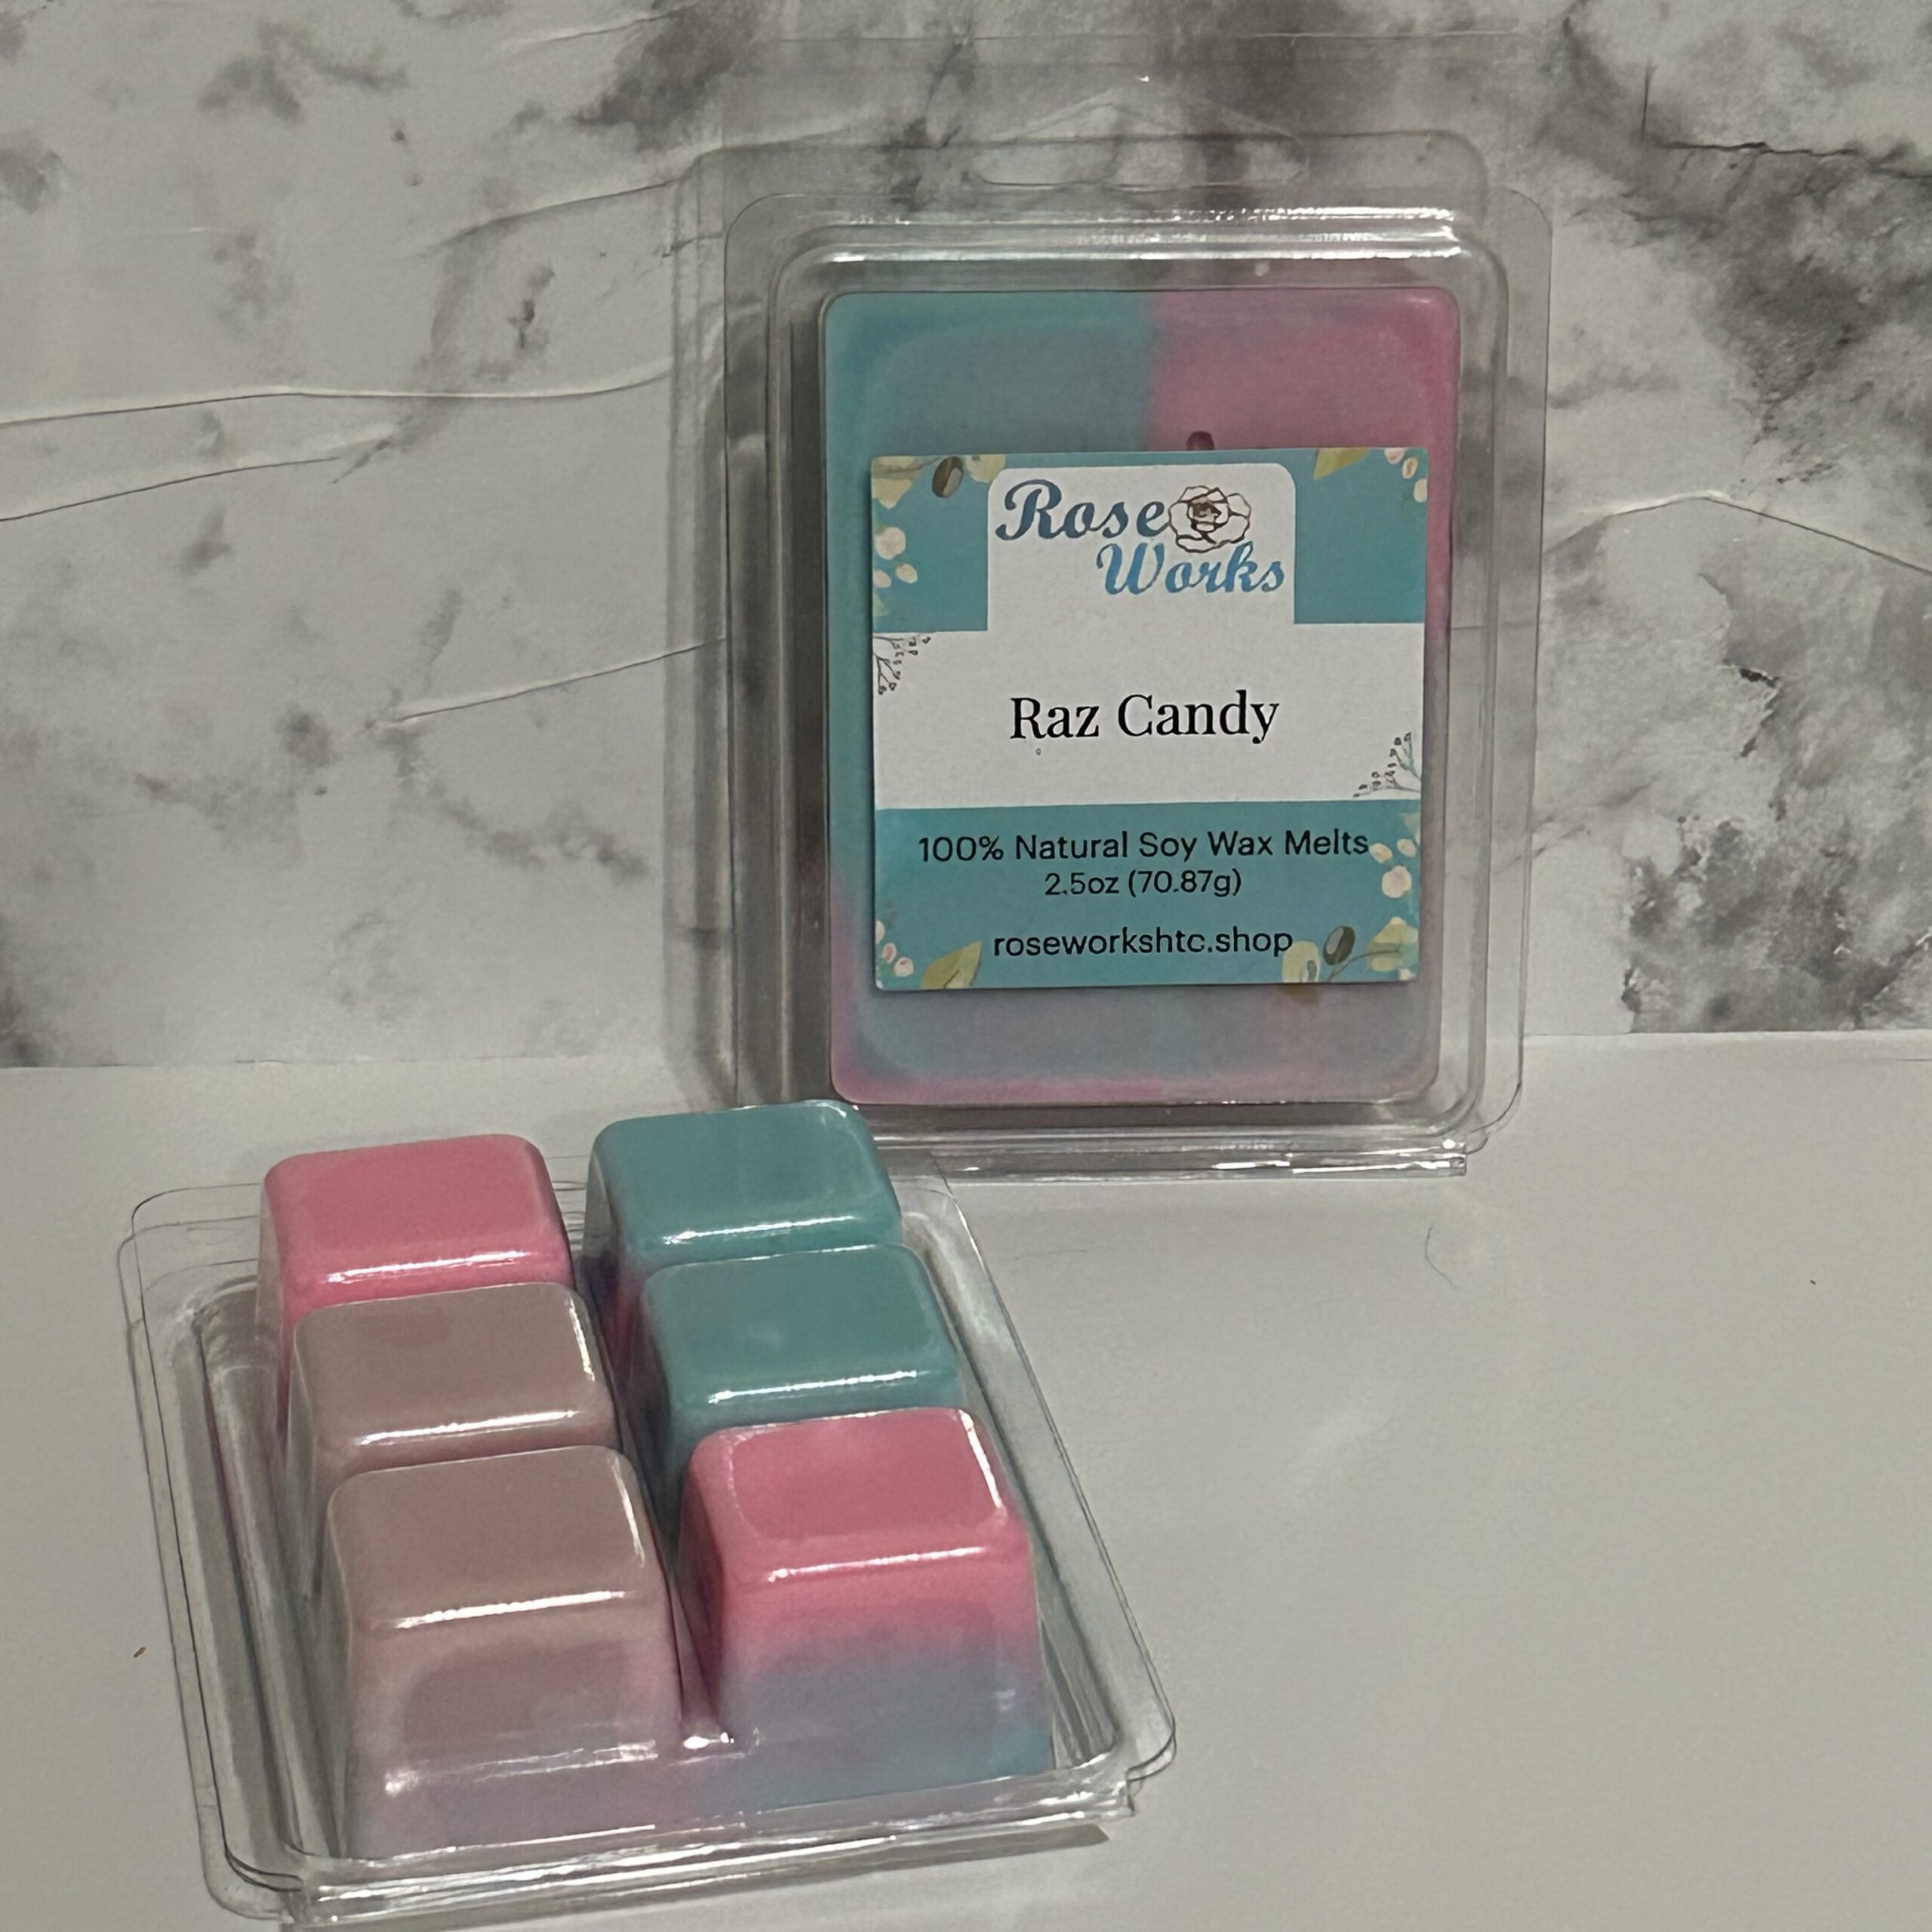 Rose
Works
Raz Candy
100% Natural Soy Wax Melts
2.5oz (70.87g)
roseworkshtc.shop